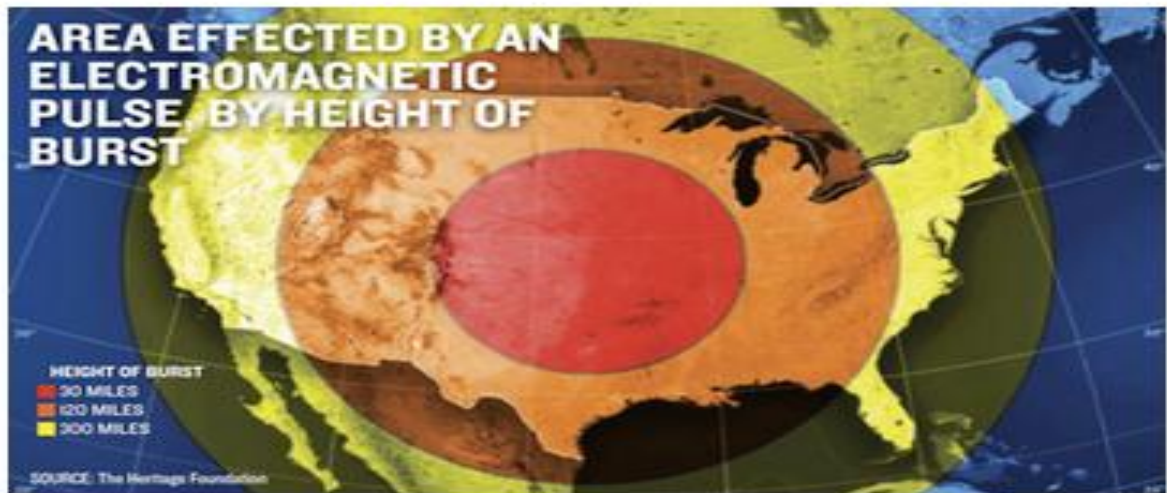 AREA EFFECTED BY AN
ELECTROMAGNETIC
PULSE, BY HEIGHT OF
BURST
HEIGHT OF BURST
30 MILES
120 MILES
300 MILES
SOURCE: The Heritage Foundation